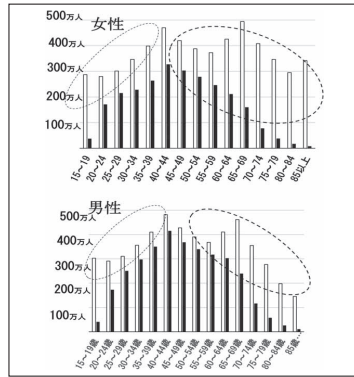 女性
500万人
400万人
300万人
200万人
100万人
15～19
20～24
25～29
30～34
35～39
40～44
45～49
50～54
55～59
60～64
65～69
70～74
75～79
80～84
85以上
男性
500万人
400万人
300万人
200万人
100万人
15～19歳
20～24歳
25～29歳
30～34歳
35～39歳
40～44歳
45～49歳
50～54歳
55～59歳
60～64歳
65～69歳
70～74歳
75～79歳
80～84歳
85歳…